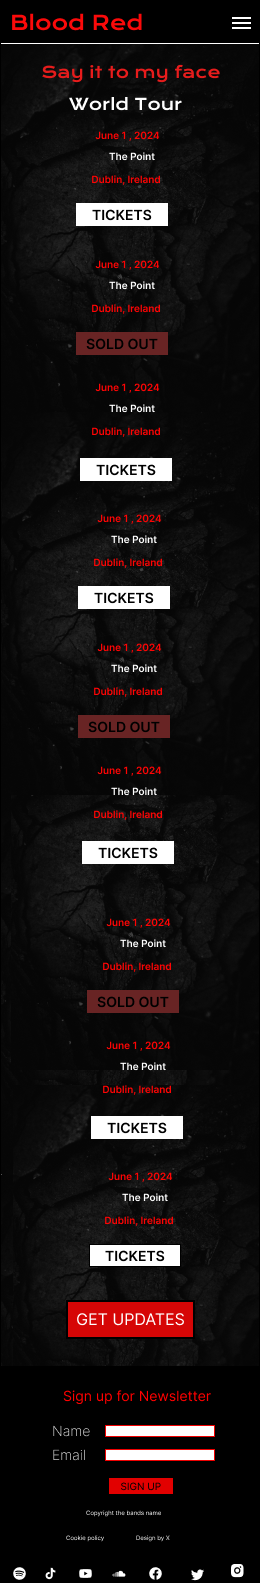 Blood Red
Say it to my face
World Tour
June 1 , 2024
The Point
Dublin, Ireland
TICKETS
June 1 , 2024
The Point
Dublin, Ireland
SOLD OUT
June 1 , 2024
The Point
Dublin, Ireland
TICKETS
June 1 , 2024
The Point
Dublin, Ireland
TICKETS
June 1 , 2024
The Point
Dublin, Ireland
SOLD OUT
June 1 , 2024
The Point
Dublin, Ireland
TICKETS
June 1 , 2024
The Point
Dublin, Ireland
SOLD OUT
June 1 , 2024
The Point
Dublin, Ireland
TICKETS
June 1 , 2024
The Point
Dublin, Ireland
TICKETS
GET UPDATES
Sign up for Newsletter
Name
Email
SIGN UP
Copyright the bands name
Cookie policy Design by X